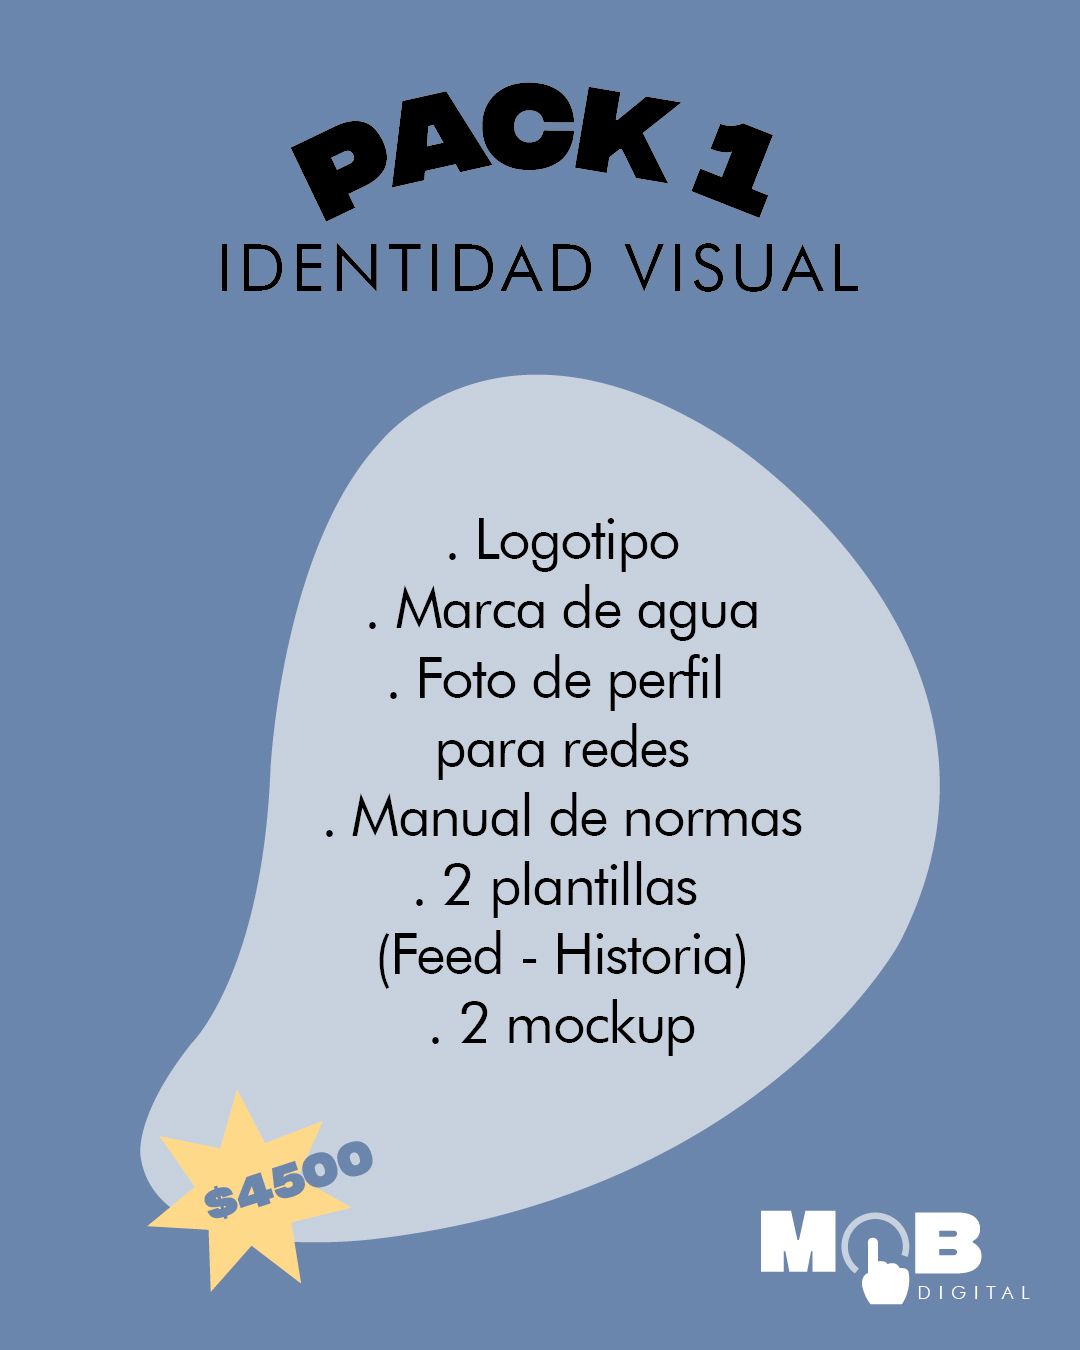 PACK 1
IDENTIDAD VISUAL
. Logotipo
. Marca de agua
. Foto de perfil
para redes
. Manual de normas
. 2 plantillas
(Feed - Historia)
. 2 mockup
$4500
MOB
DIGITAL